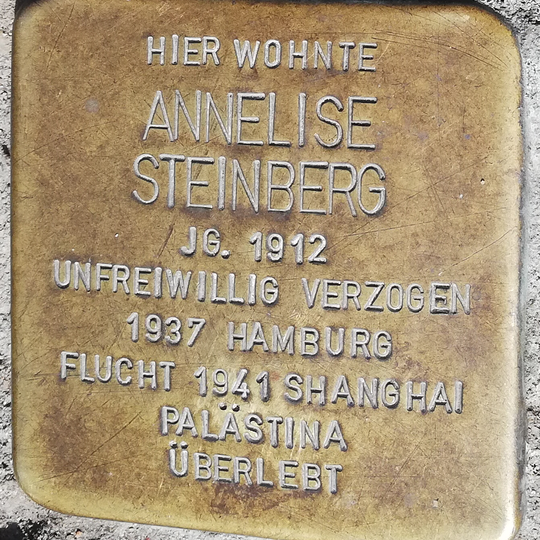 HIER WOHNTE
ANNELISE
STEINBERG
JG. 1912
UNFREIWILLIG VERZOGEN
1937 HAMBURG
FLUCHT 1941 SHANGHAI
PALÄSTINA
ÜBERLEBT